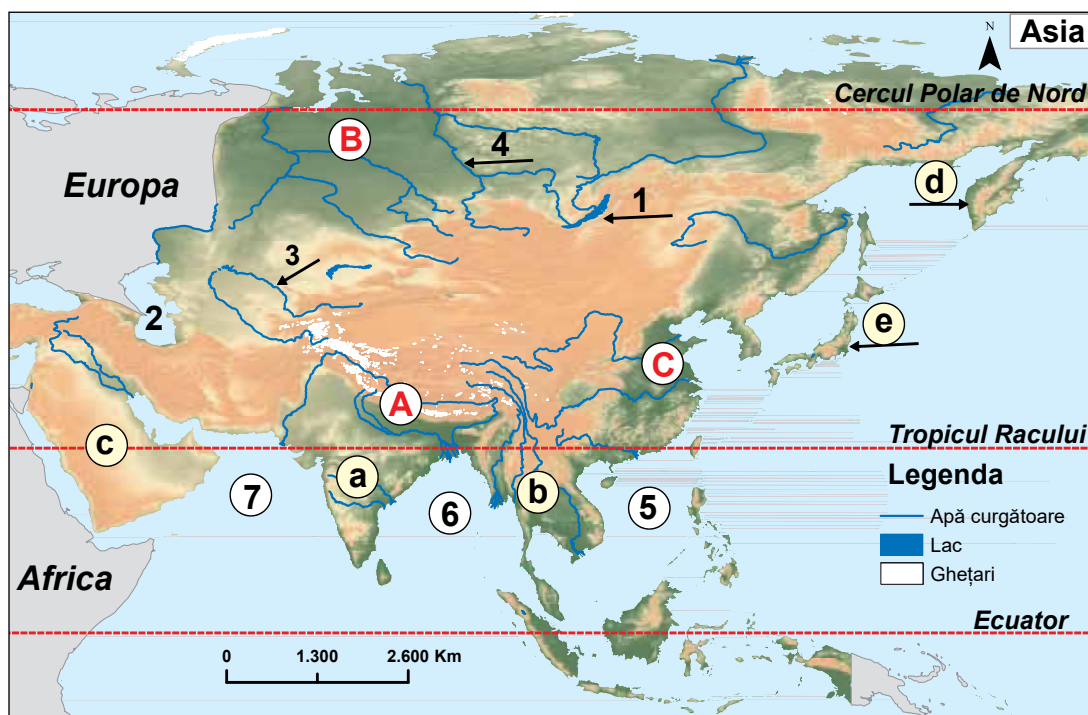 N
Asia
Cercul Polar de Nord
B
4
Europa
d
1
3
2
e
C
A
c
Tropicul Racului
a
7
b
5
6
Legenda
Apă curgătoare
Lac
Ghețari
Africa
Ecuator
0 1.300 2.600 Km